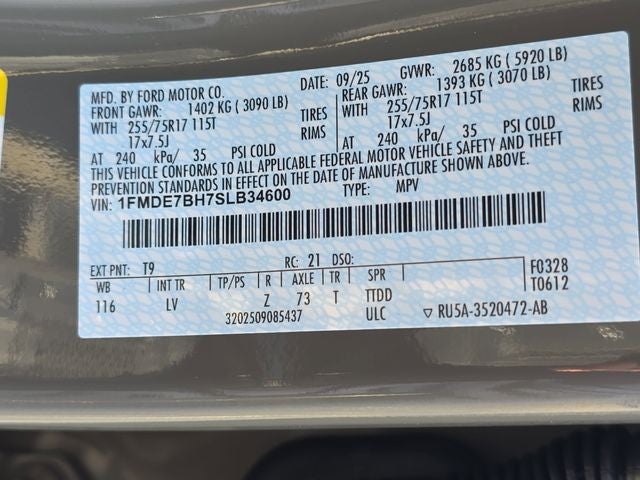 MFD. BY FORD MOTOR CO. DATE: 09/25 GVWR: 2685 KG ( 5920 LB)
FRONT GAWR: 1402 KG ( 3090 LB) REAR GAWR: 1393 KG ( 3070 LB)
WITH 255/75R17 115T TIRES WITH 255/75R17 115T TIRES
17x7.5J RIMS 17x7.5J RIMS
AT 240 kPa/ 35 PSI COLD AT 240 kPa/ 35 PSI COLD
THIS VEHICLE CONFORMS TO ALL APPLICABLE FEDERAL MOTOR VEHICLE SAFETY AND THEFT
PREVENTION STANDARDS IN EFFECT ON THE DATE OF MANUFACTURE SHOWN ABOVE.
VIN: 1FMDE7BH7SLB34600 TYPE: MPV
EXT PNT: T9 RC: 21 DSO: F0328
WB INT TR TP/PS R AXLE TR SPR T0612
116 LV Z 73 T TTDD
3202509085437 ULC ▽ RU5A-3520472-AB